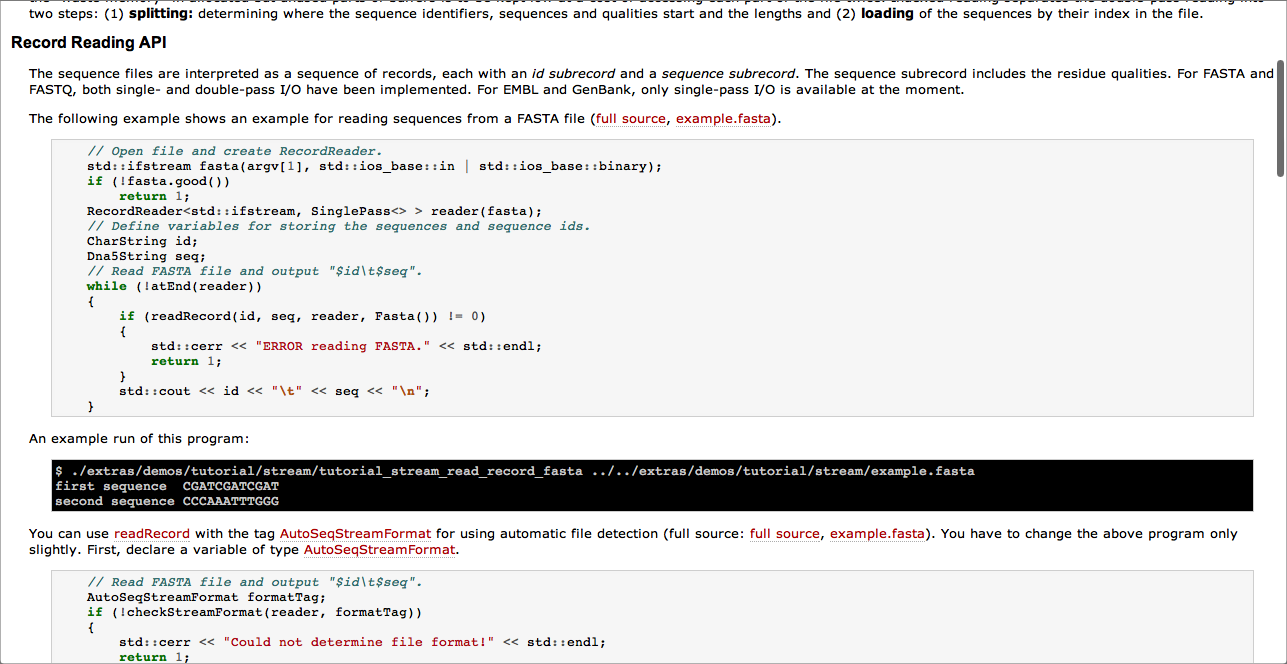 two steps: (1) splitting: determining where the sequence identifiers, sequences and qualities start and the lengths and (2) loading of the sequences by their index in the file.
Record Reading API
The sequence files are interpreted as a sequence of records, each with an id subrecord and a sequence subrecord. The sequence subrecord includes the residue qualities. For FASTA and
FASTQ, both single- and double-pass I/O have been implemented. For EMBL and GenBank, only single-pass I/O is available at the moment.
The following example shows an example for reading sequences from a FASTA file (full source, example.fasta).
// Open file and create RecordReader.
std::ifstream fasta(argv[1], std::ios_base::in | std::ios_base::binary);
if (!fasta.good())
    return 1;
RecordReader<std::ifstream, SinglePass<> > reader(fasta);
// Define variables for storing the sequences and sequence ids.
CharString id;
Dna5String seq;
// Read FASTA file and output "$id\t$seq".
while (!atEnd(reader))
{
    if (readRecord(id, seq, reader, Fasta()) != 0)
    {
        std::cerr << "ERROR reading FASTA." << std::endl;
        return 1;
    }
    std::cout << id << "\t" << seq << "\n";
}
An example run of this program:
$ ./extras/demos/tutorial/stream/tutorial_stream_read_record_fasta ../../extras/demos/tutorial/stream/example.fasta
first sequence  CGATCGATCGAT
second sequence CCCAAATTTGGG
You can use readRecord with the tag AutoSeqStreamFormat for using automatic file detection (full source: full source, example.fasta). You have to change the above program only
slightly. First, declare a variable of type AutoSeqStreamFormat.
// Read FASTA file and output "$id\t$seq".
AutoSeqStreamFormat formatTag;
if (!checkStreamFormat(reader, formatTag))
{
    std::cerr << "Could not determine file format!" << std::endl;
    return 1;